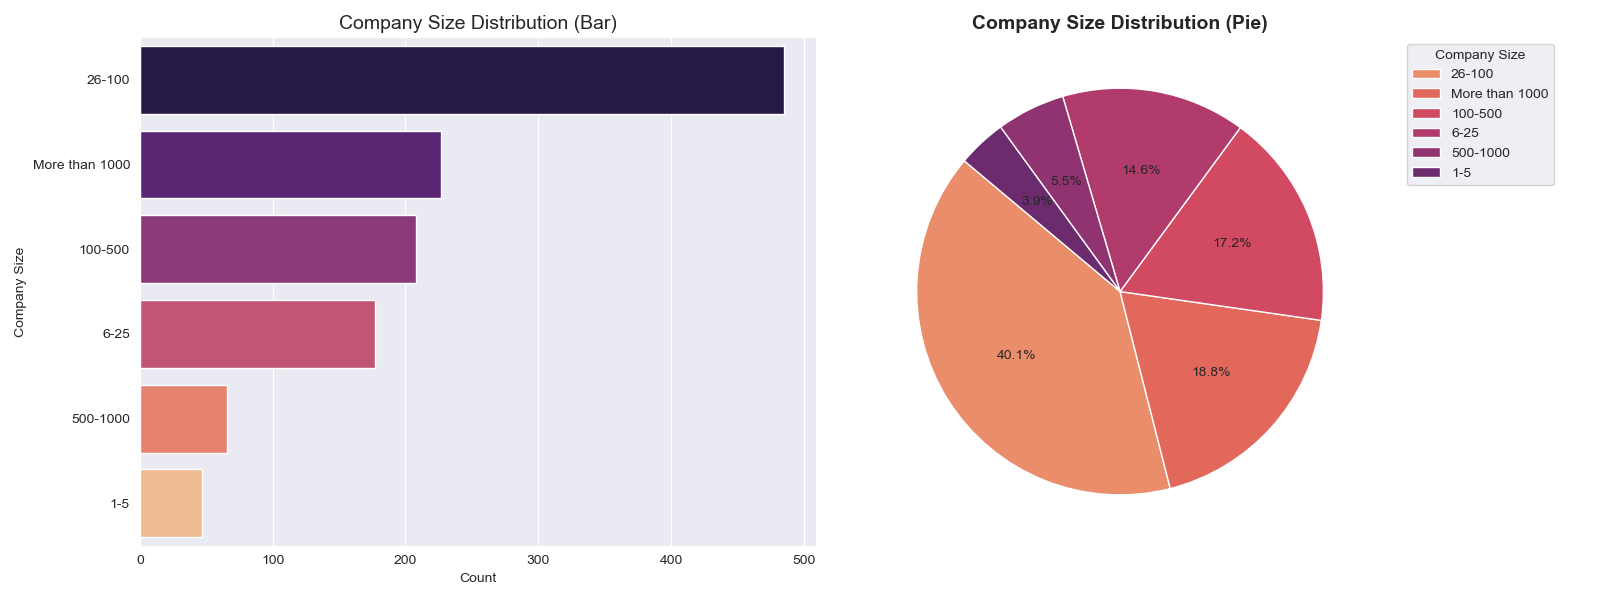 Company Size Distribution (Bar)
Company Size
26-100
More than 1000
100-500
6-25
500-1000
1-5
0 100 200 300 400 500
Count
Company Size Distribution (Pie)
40.1%
18.8%
17.2%
14.6%
5.5%
3.9%
Company Size
26-100
More than 1000
100-500
6-25
500-1000
1-5